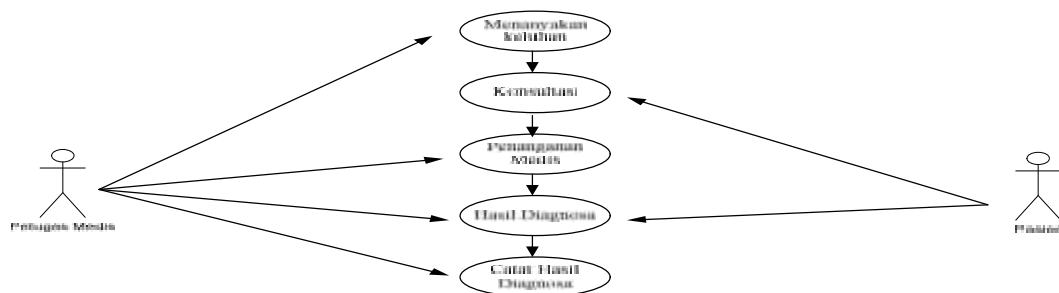 Menanyakan
keluhan
Konsultasi
Penanganan
Medis
Petugas Medis
Hasil Diagnosa
Pasien
Catat Hasil
Diagnosa